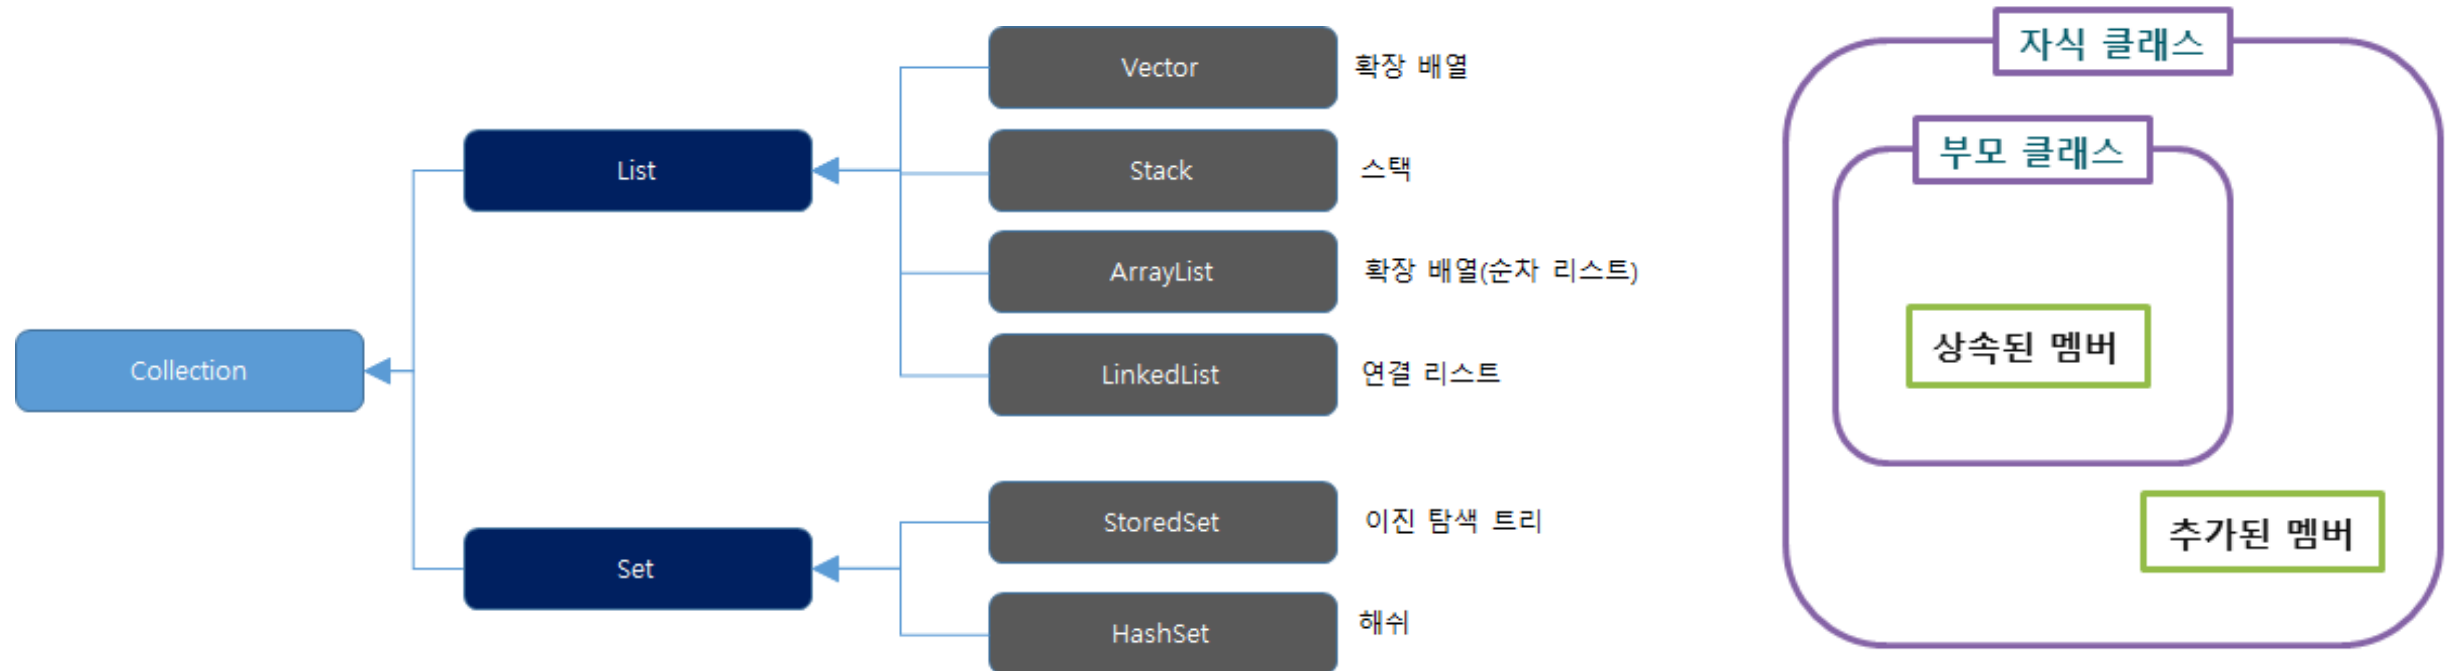 Collection
List
Set
Vector 확장 배열
Stack 스택
ArrayList 확장 배열(순차 리스트)
LinkedList 연결 리스트
StoredSet 이진 탐색 트리
HashSet 해쉬
자식 클래스
부모 클래스
상속된 멤버
추가된 멤버